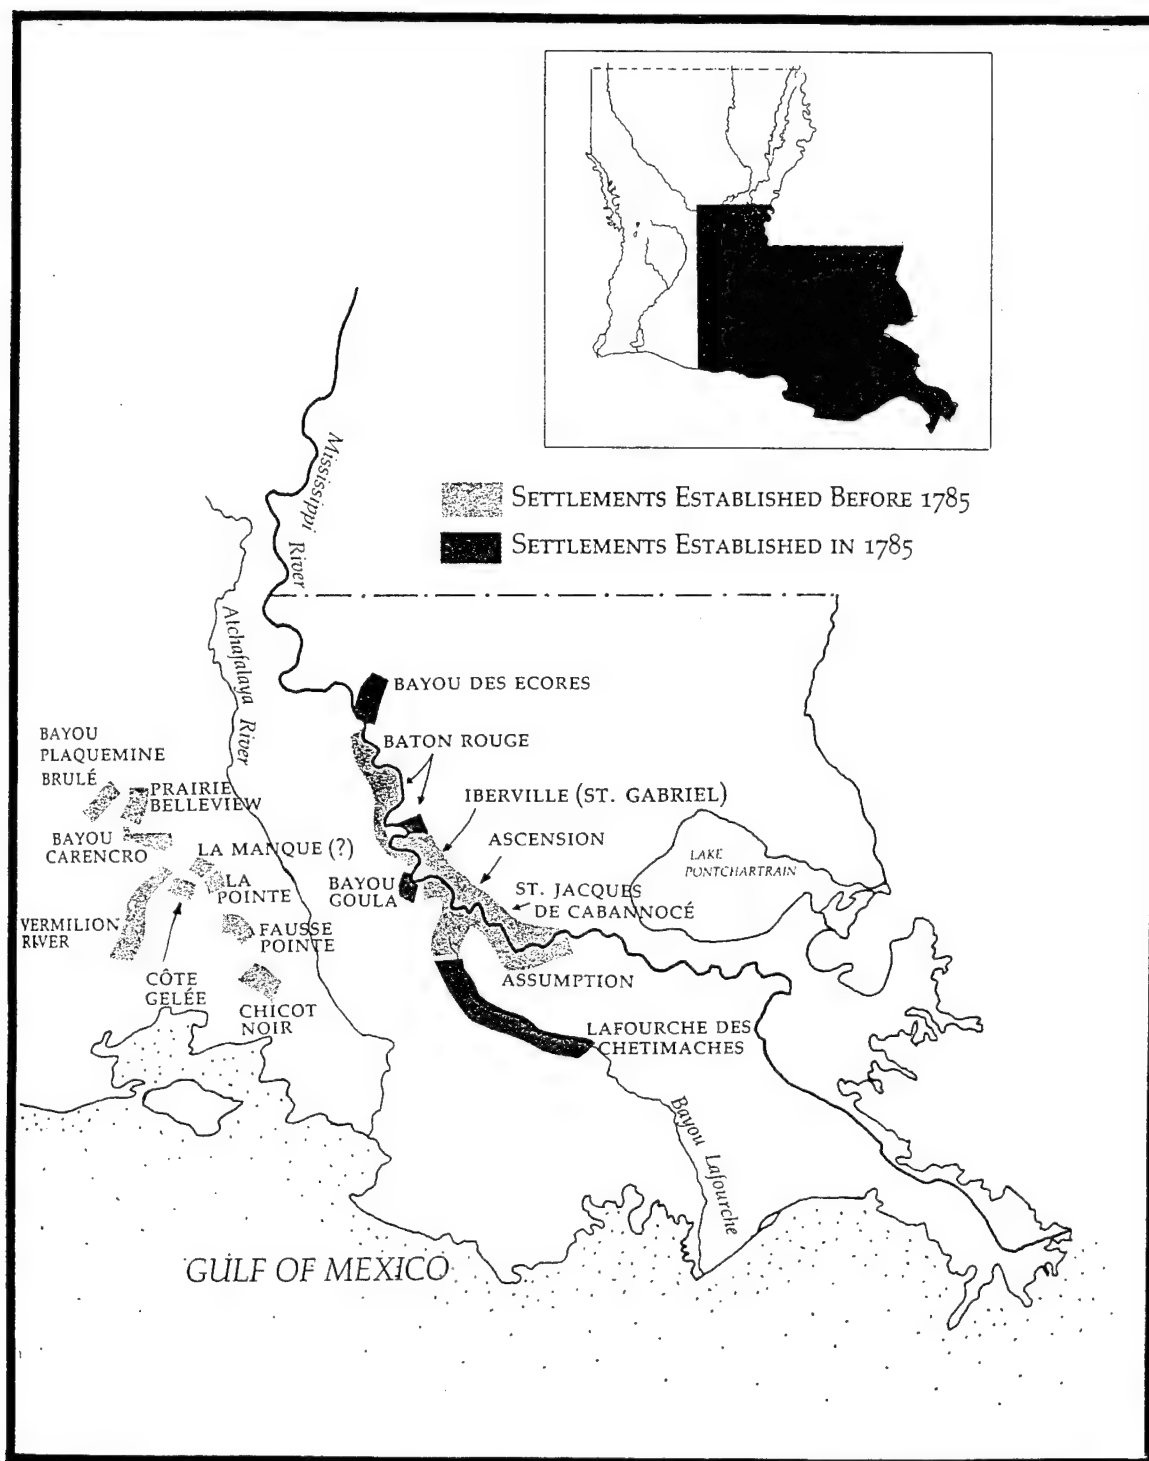 SETTLEMENTS ESTABLISHED BEFORE 1785
SETTLEMENTS ESTABLISHED IN 1785
Mississippi
River
Atchafalaya
River
BAYOU DES ECORES
BATON ROUGE
BAYOU
PLAQUEMINE
BRULÉ
PRAIRIE
BELLEVIEW
IBERVILLE (ST. GABRIEL)
ASCENSION
BAYOU
CARENCRO
LA MANQUE (?)
LA
POINTE
BAYOU
GOULA
ST. JACQUES
DE CABANNOCÉ
LAKE
PONTCHARTRAIN
VERMILION
RIVER
FAUSSE
POINTE
CÔTE
GELÉE
ASSUMPTION
CHICOT
NOIR
LAFOURCHE DES
CHETIMACHES
Bayou Lafourche
GULF OF MEXICO